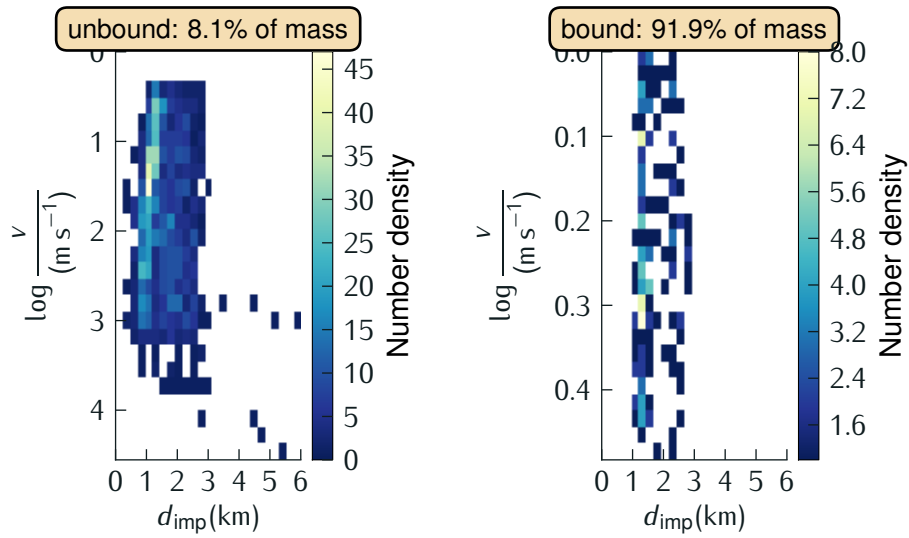 unbound: 8.1% of mass
0
1
2
3
4
log v/(m s⁻¹)
0 1 2 3 4 5 6
d_imp(km)
45
40
35
30
25
20
15
10
5
0
Number density
bound: 91.9% of mass
0.0
0.1
0.2
0.3
0.4
log v/(m s⁻¹)
0 1 2 3 4 5 6
d_imp(km)
8.0
7.2
6.4
5.6
4.8
4.0
3.2
2.4
1.6
Number density